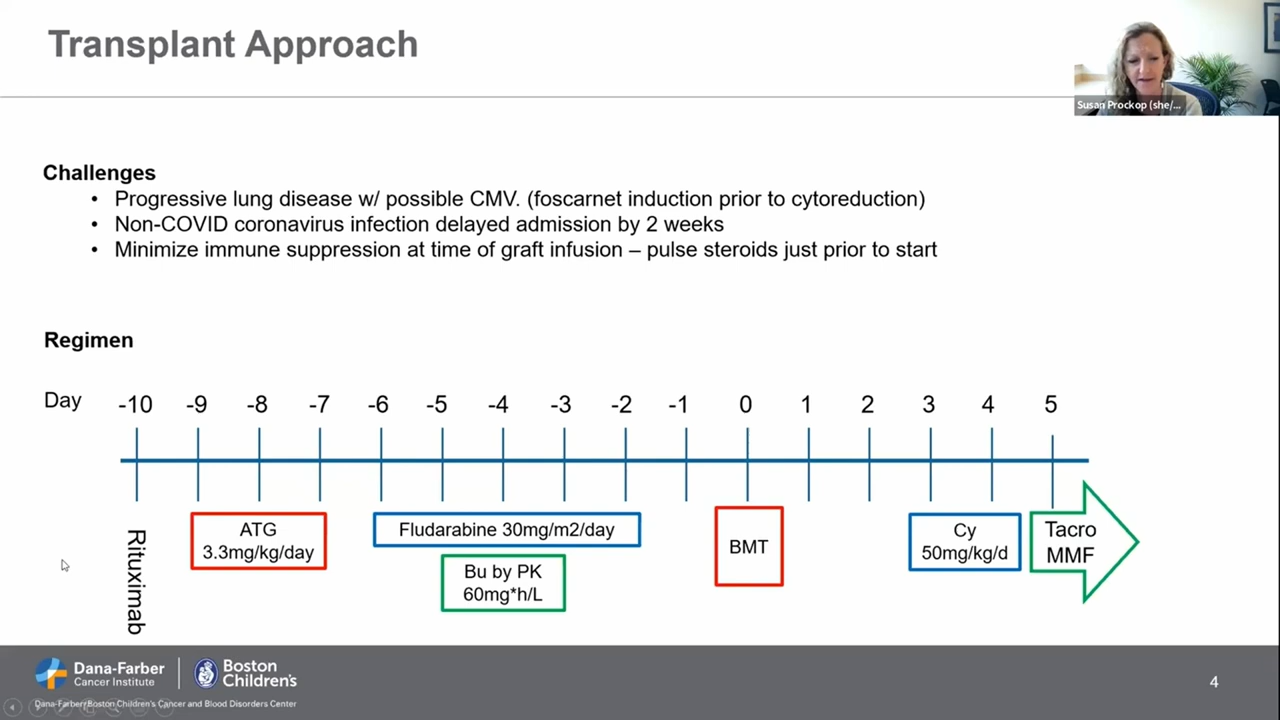 Transplant Approach
Susan Prockop (she/...
Challenges
• Progressive lung disease w/ possible CMV. (foscarnet induction prior to cytoreduction)
• Non-COVID coronavirus infection delayed admission by 2 weeks
• Minimize immune suppression at time of graft infusion – pulse steroids just prior to start
Regimen
Day -10 -9 -8 -7 -6 -5 -4 -3 -2 -1 0 1 2 3 4 5
Rituximab
ATG
3.3mg/kg/day
Fludarabine 30mg/m2/day
Bu by PK
60mg*h/L
BMT
Cy
50mg/kg/d
Tacro
MMF
Dana-Farber
Cancer Institute
Boston
Children's
Dana-Farber/Boston Children's Cancer and Blood Disorders Center
4